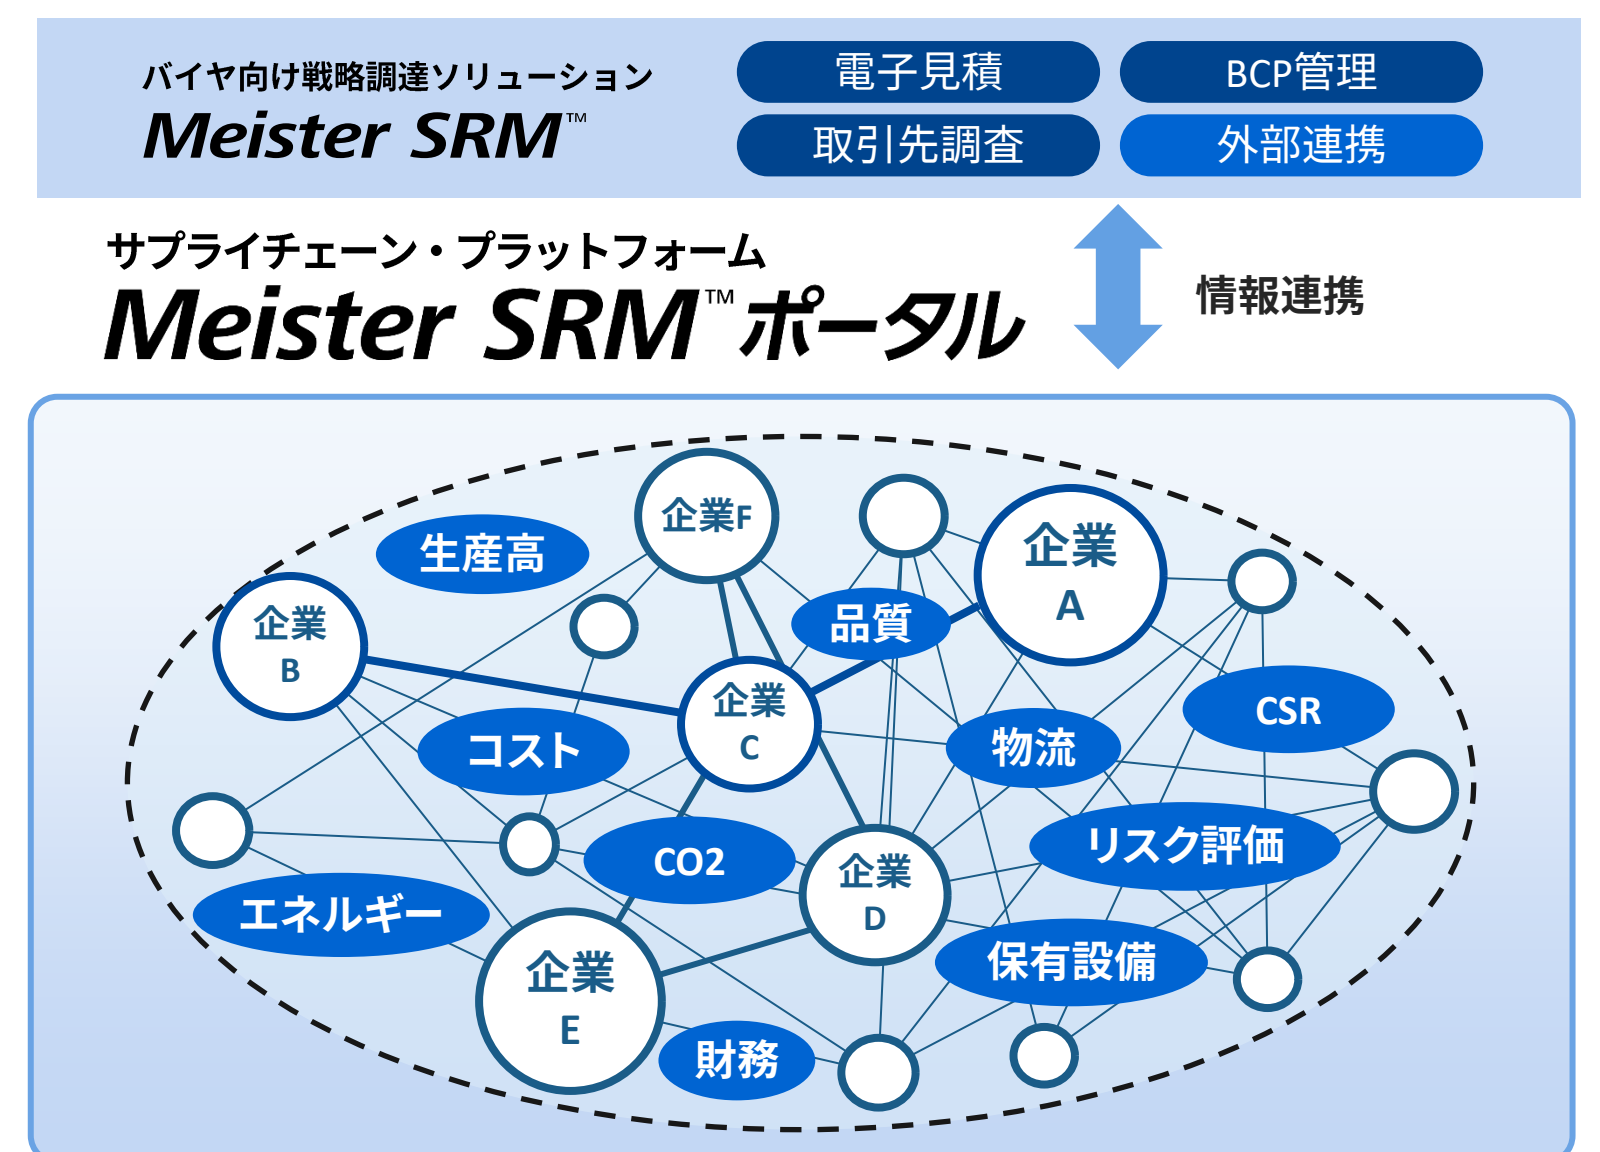 バイヤ向け戦略調達ソリューション
Meister SRM™
電子見積
BCP管理
取引先調査
外部連携
サプライチェーン・プラットフォーム
Meister SRM™ポータル
情報連携
企業F
企業
A
生産高
企業
B
品質
企業
C
CSR
コスト
物流
リスク評価
CO2
企業
D
エネルギー
保有設備
企業
E
財務